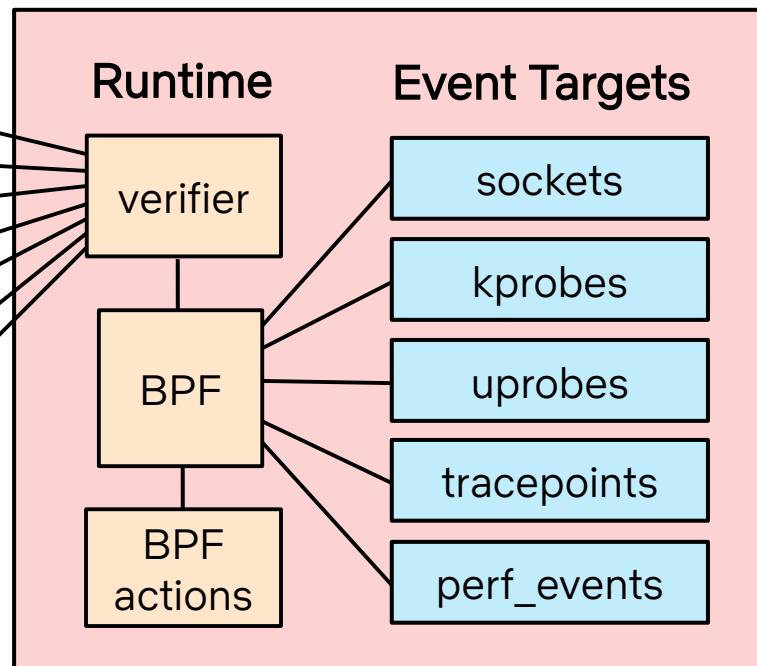 Runtime
Event Targets
verifier
BPF
BPF
actions
sockets
kprobes
uprobes
tracepoints
perf_events